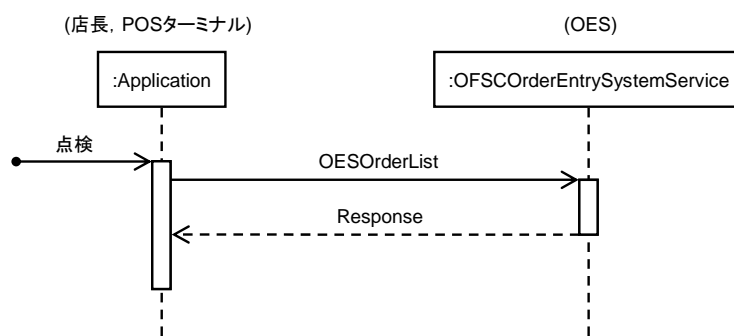 (店長, POSターミナル)
(OES)
:Application
:OFSCOrderEntrySystemService
点検
OESOrderList
Response